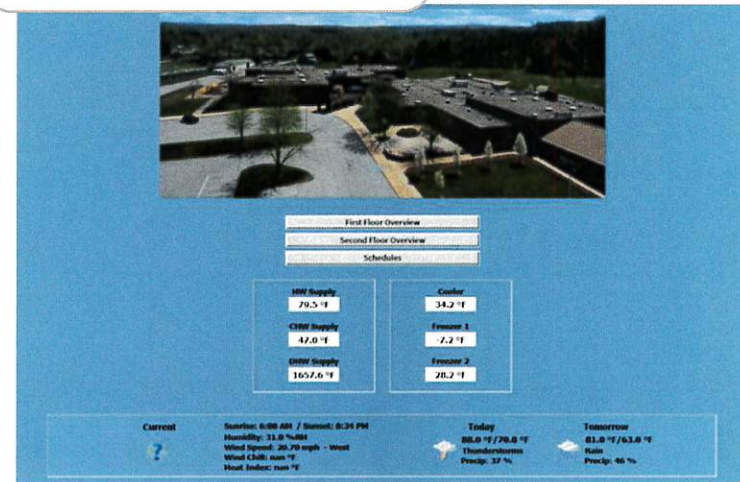 First Floor Overview
Second Floor Overview
Schedules
HW Supply
79.5 °F
CHW Supply
47.0 °F
DHW Supply
1657.6 °F
Cooler
34.2 °F
Freezer 1
-7.2 °F
Freezer 2
28.2 °F
Current
Sunrise: 6:08 AM / Sunset: 8:24 PM
Humidity: 31.0 %RH
Wind Speed: 20.70 mph - West
Wind Chill: nan °F
Heat Index: nan °F
Today
88.0 °F/70.0 °F
Thunderstorms
Precip: 37 %
Tomorrow
81.0 °F/63.0 °F
Rain
Precip: 46 %